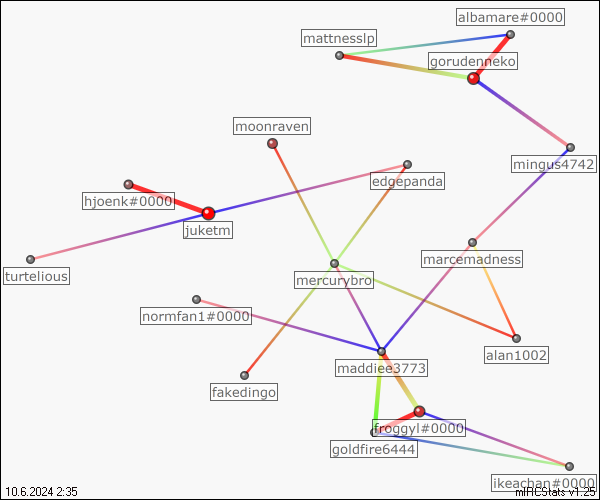 albamare#0000
mattnesslp
gorudenneko
moonraven
mingus4742
edgepanda
hjoenk#0000
juketm
marcemadness
turtelious
mercurybro
normfan1#0000
alan1002
maddiee3773
fakedingo
froggyl#0000
goldfire6444
ikeachan#0000
10.6.2024 2:35
mIRCStats v1.25